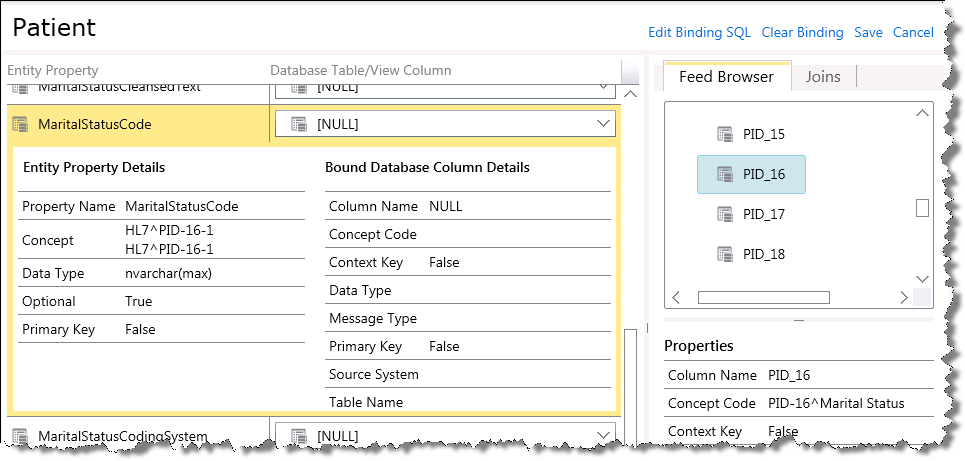 Patient
Edit Binding SQL Clear Binding Save Cancel
Entity Property Database Table/View Column
MaritalStatusCleansedText [NULL]
MaritalStatusCode [NULL]
Entity Property Details
Property Name MaritalStatusCode
Concept HL7^PID-16-1
HL7^PID-16-1
Data Type nvarchar(max)
Optional True
Primary Key False
Bound Database Column Details
Column Name NULL
Concept Code
Context Key False
Data Type
Message Type
Primary Key False
Source System
Table Name
MaritalStatusCodingSystem [NULL]
Feed Browser Joins
PID_15
PID_16
PID_17
PID_18
Properties
Column Name PID_16
Concept Code PID-16^Marital Status
Context Key False